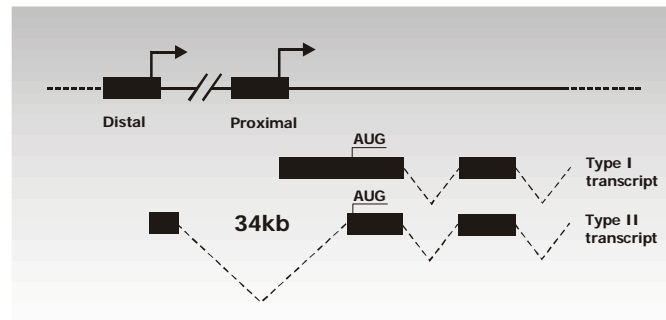 Distal
Proximal
AUG
Type I
transcript
AUG
34kb
Type II
transcript